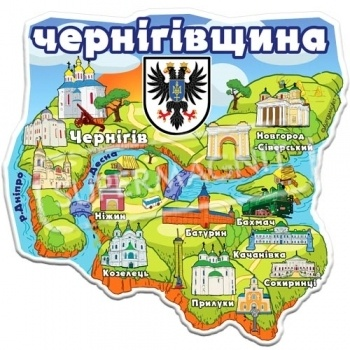 чернігівщина
Чернігів
Новгород
-Сіверський
Десна
р.Дніпро
Ніжин
Батурин
Бахмач
Качанівка
Козелець
Сокиринці
Прилуки